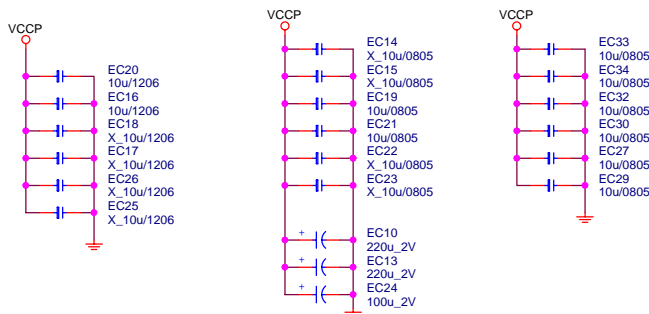 VCCP
EC20
10u/1206
EC16
10u/1206
EC18
X_10u/1206
EC17
X_10u/1206
EC26
X_10u/1206
EC25
X_10u/1206
VCCP
EC14
X_10u/0805
EC15
X_10u/0805
EC19
10u/0805
EC21
10u/0805
EC22
X_10u/0805
EC23
X_10u/0805
+
EC10
220u_2V
+
EC13
220u_2V
+
EC24
100u_2V
VCCP
EC33
10u/0805
EC34
10u/0805
EC32
10u/0805
EC30
10u/0805
EC27
10u/0805
EC29
10u/0805